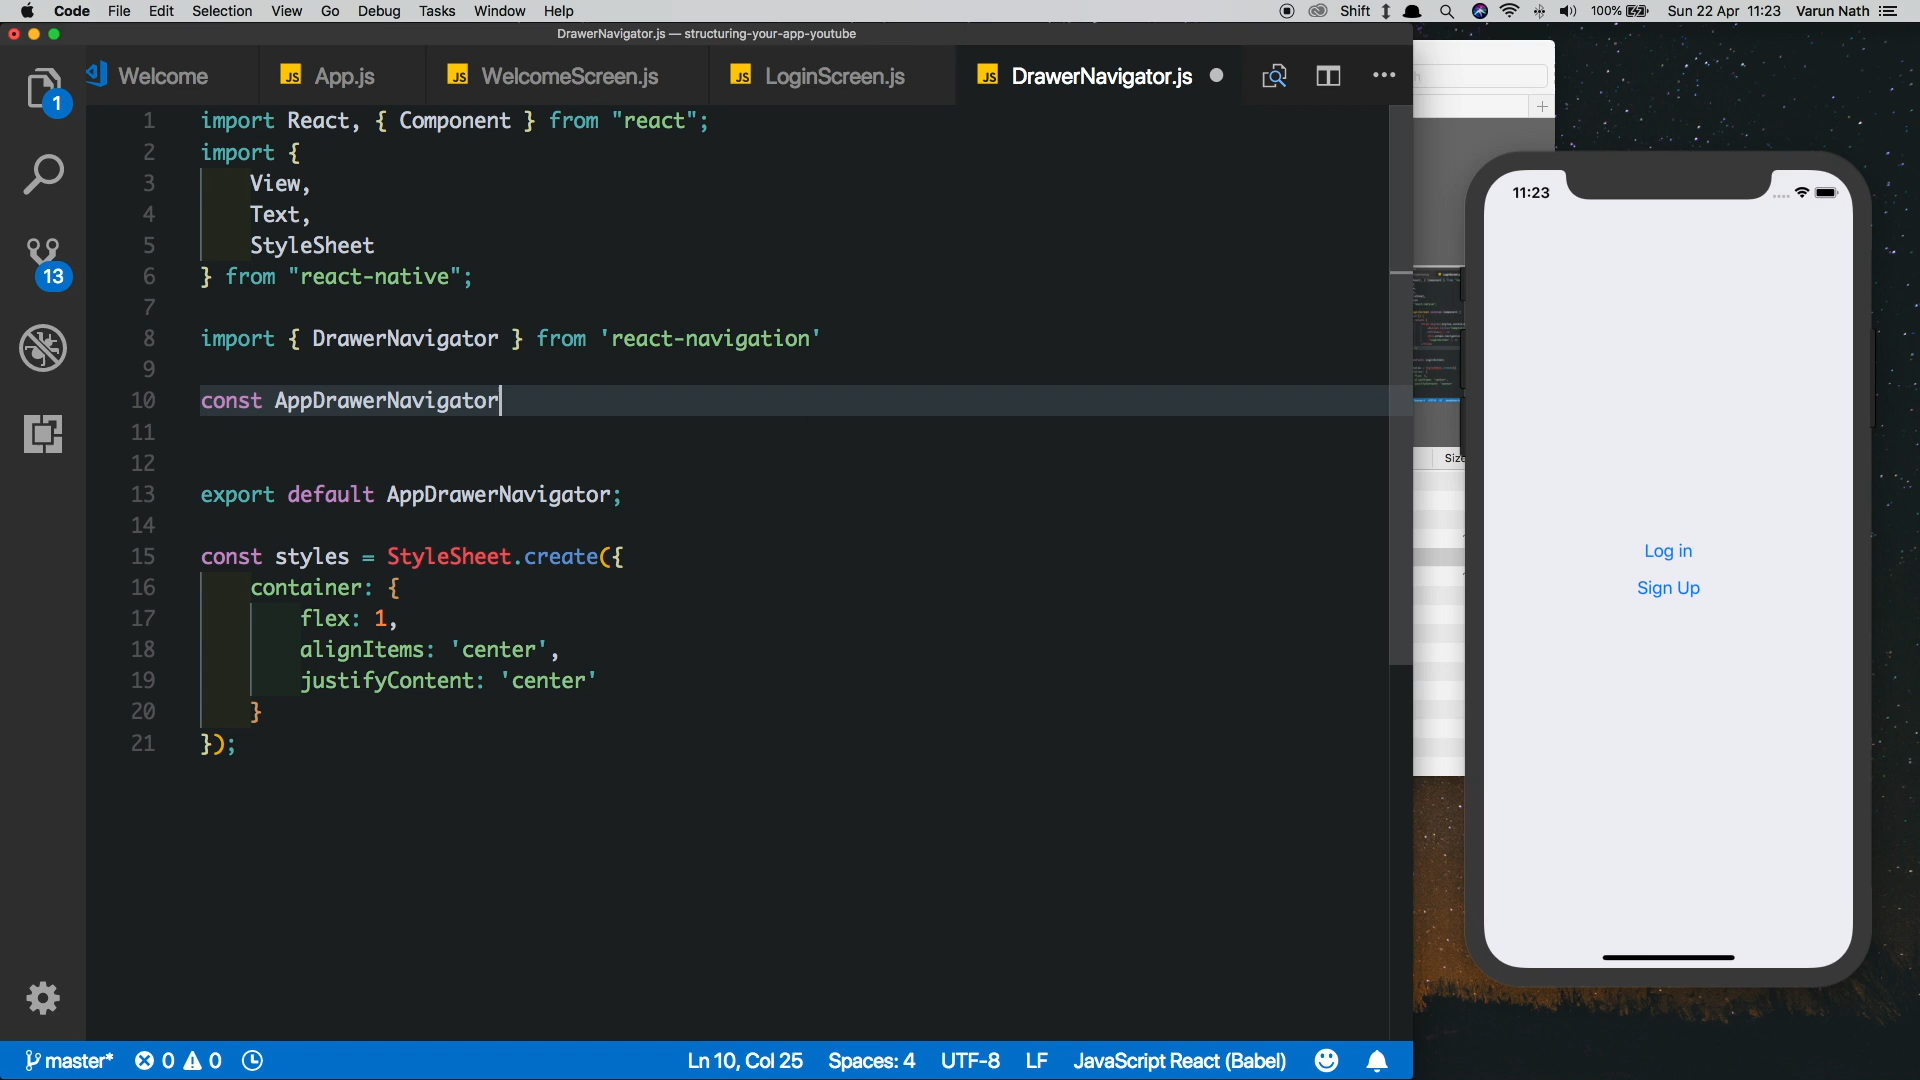 Code File Edit Selection View Go Debug Tasks Window Help Shift 100% Sun 22 Apr 11:23 Varun Nath
DrawerNavigator.js — structuring-your-app-youtube
Welcome JS App.js JS WelcomeScreen.js JS LoginScreen.js JS DrawerNavigator.js
1
13
1 import React, { Component } from "react";
2 import {
3 View,
4 Text,
5 StyleSheet
6 } from "react-native";
7
8 import { DrawerNavigator } from 'react-navigation'
9
10 const AppDrawerNavigator
11
12
13 export default AppDrawerNavigator;
14
15 const styles = StyleSheet.create({
16 container: {
17 flex: 1,
18 alignItems: 'center',
19 justifyContent: 'center'
20 }
21 });
master* 0 0 Ln 10, Col 25 Spaces: 4 UTF-8 LF JavaScript React (Babel)
11:23
Log in
Sign Up